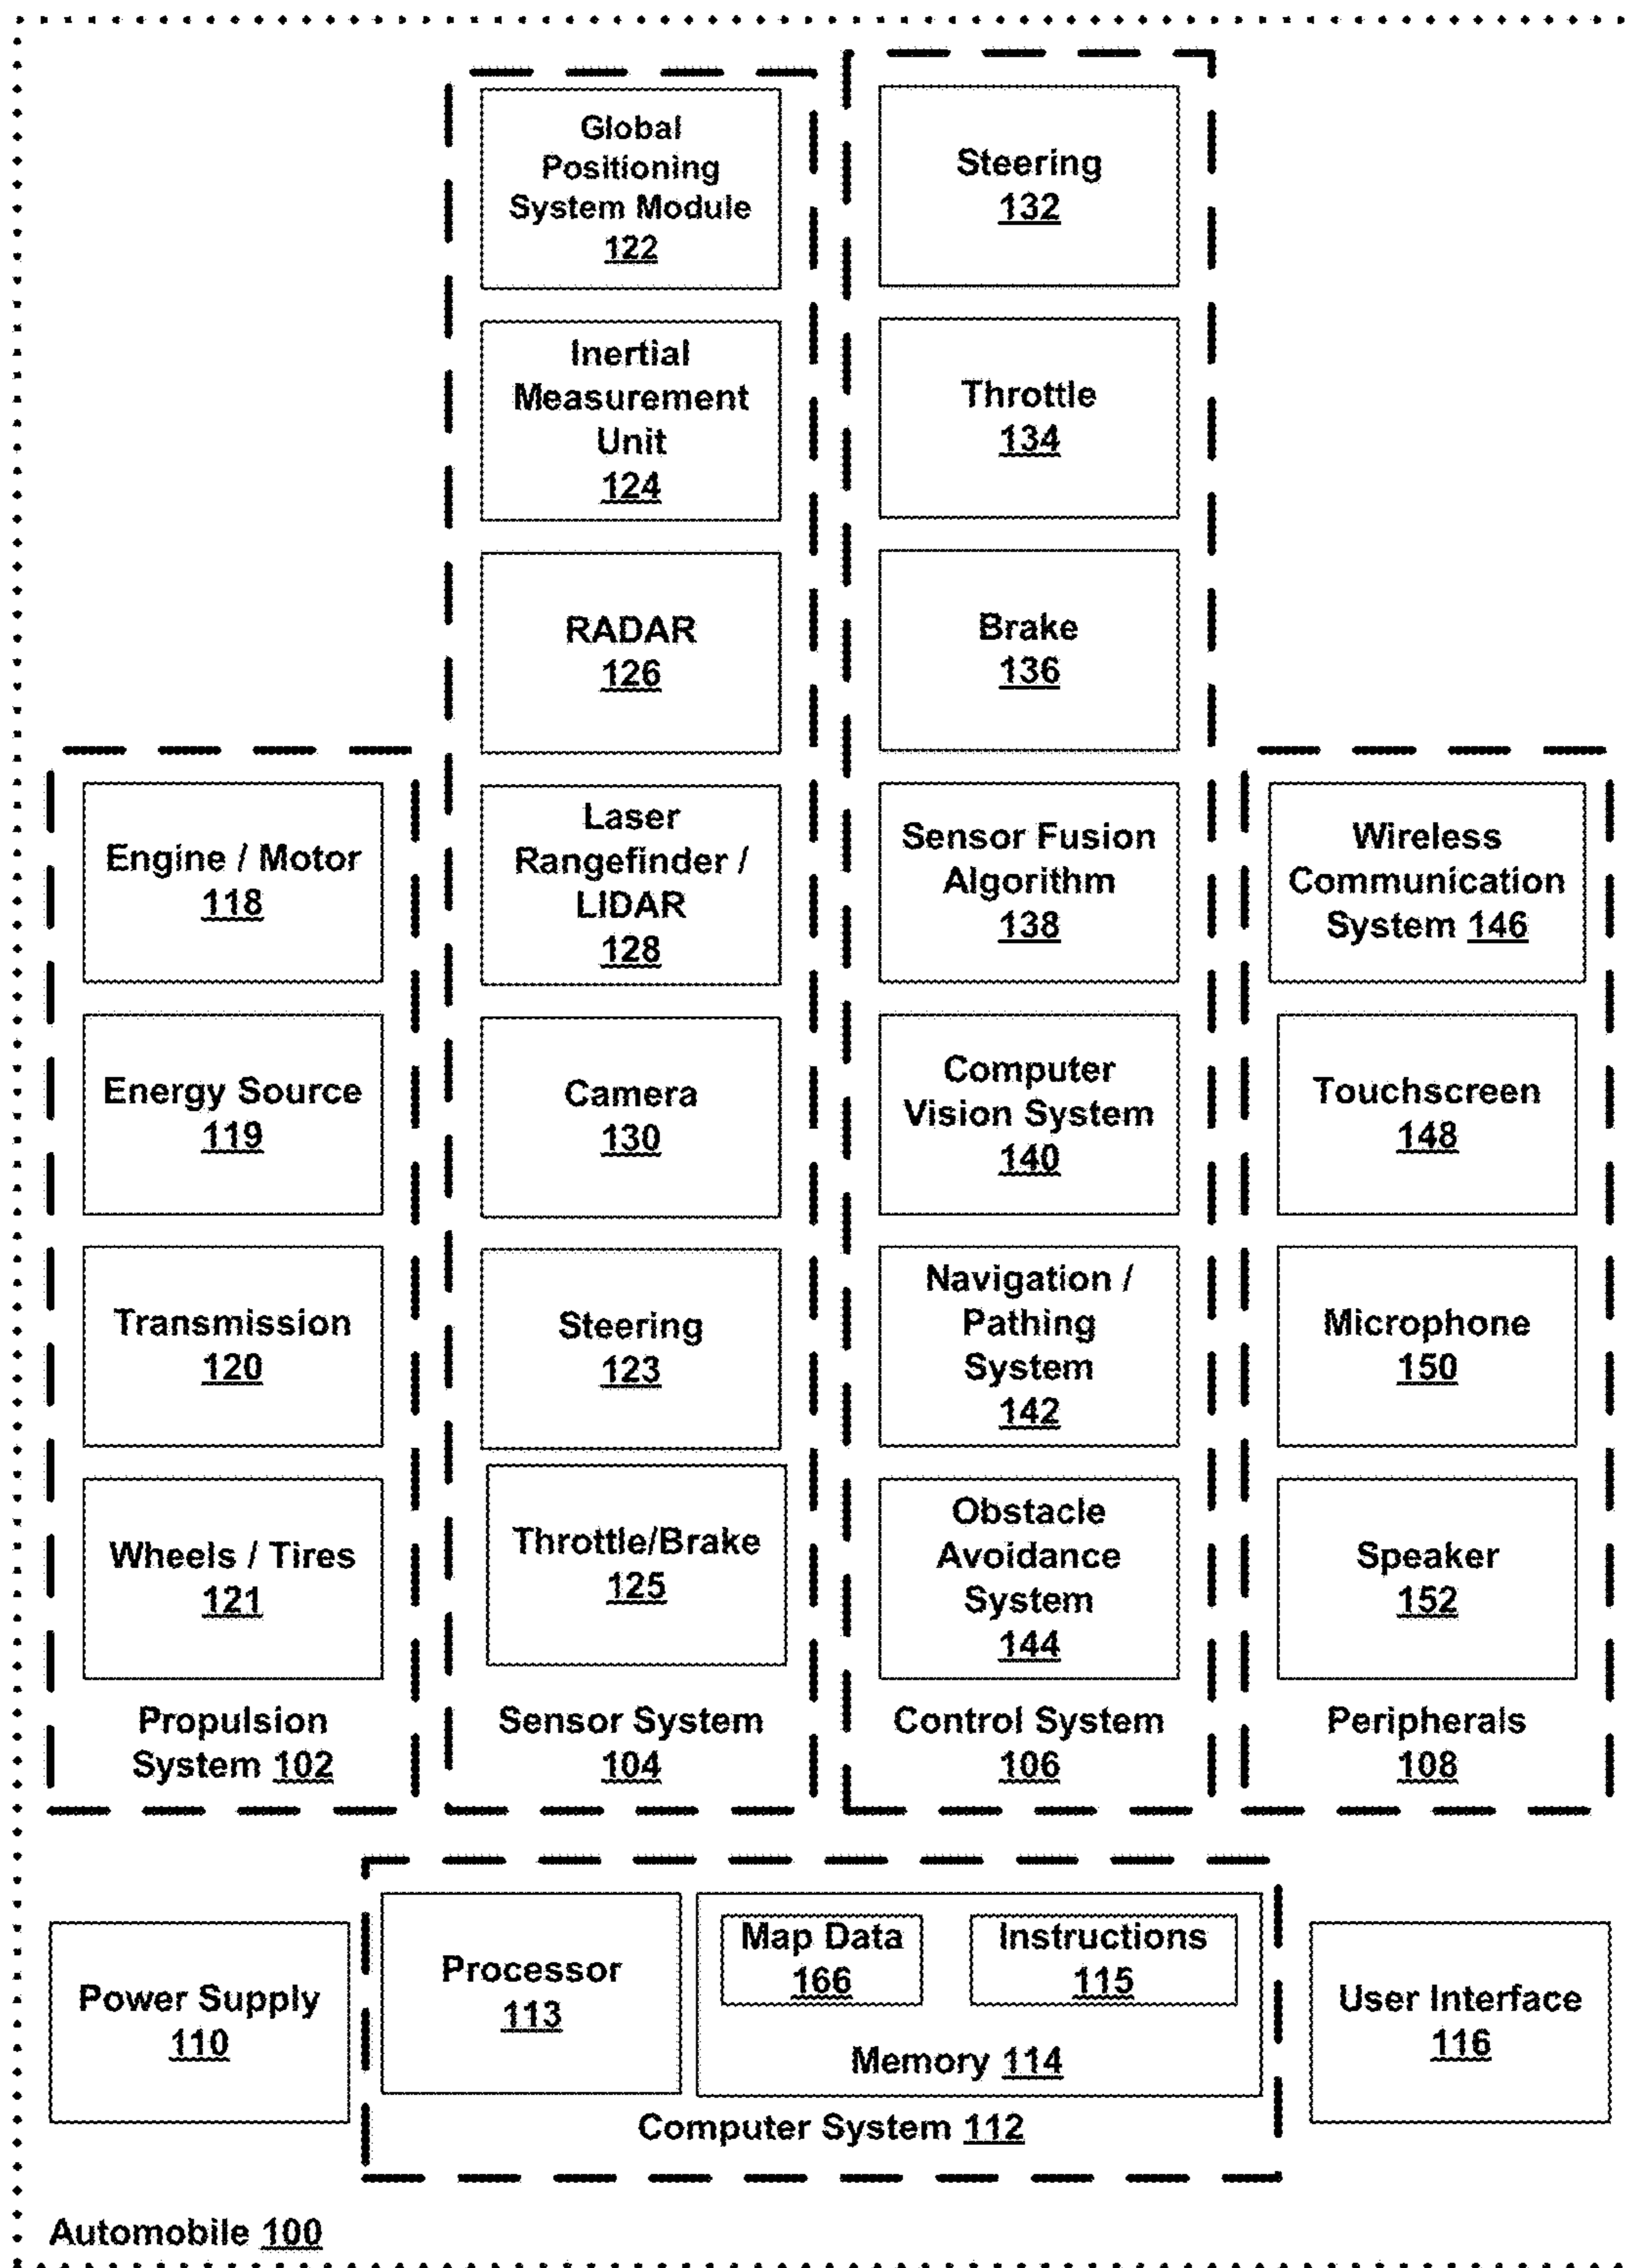 Global
Positioning
System Module
122
Inertial
Measurement
Unit
124
RADAR
126
Laser
Rangefinder /
LIDAR
128
Camera
130
Steering
123
Throttle/Brake
125
Sensor System
104
Steering
132
Throttle
134
Brake
136
Sensor Fusion
Algorithm
138
Computer
Vision System
140
Navigation /
Pathing
System
142
Obstacle
Avoidance
System
144
Control System
106
Engine / Motor
118
Energy Source
119
Transmission
120
Wheels / Tires
121
Propulsion
System 102
Wireless
Communication
System 146
Touchscreen
148
Microphone
150
Speaker
152
Peripherals
108
Power Supply
110
Processor
113
Map Data
166
Instructions
115
Memory 114
Computer System 112
User Interface
116
Automobile 100